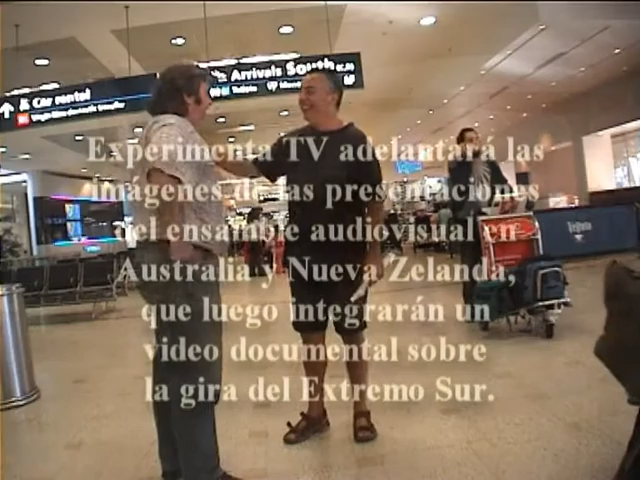 & Car rental
Arrivals South
Experimenta TV adelantará las
imágenes de las presentaciones
del ensamble audiovisual en
Australia y Nueva Zelanda,
que luego integrarán un
video documental sobre
la gira del Extremo Sur.